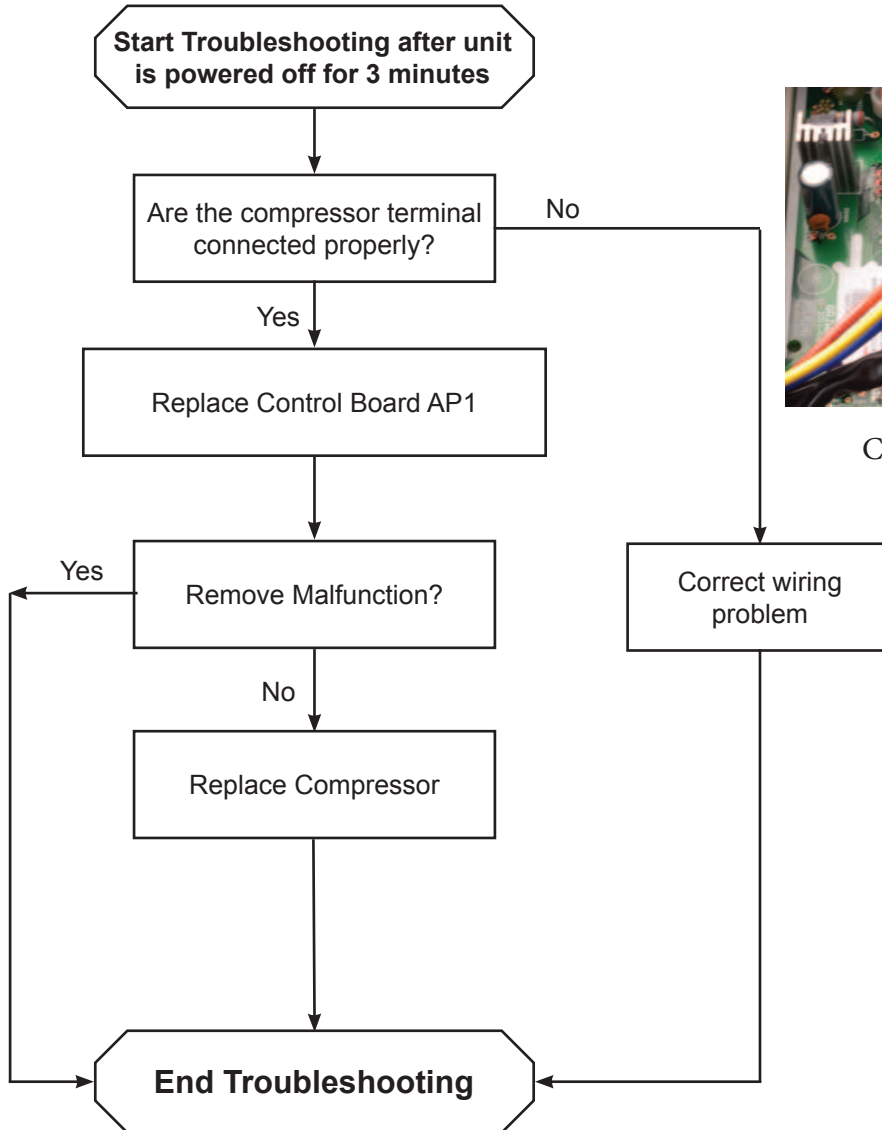 Start Troubleshooting after unit
is powered off for 3 minutes
Are the compressor terminal
connected properly?
No
Yes
Replace Control Board AP1
Yes
Remove Malfunction?
Correct wiring
problem
No
Replace Compressor
End Troubleshooting